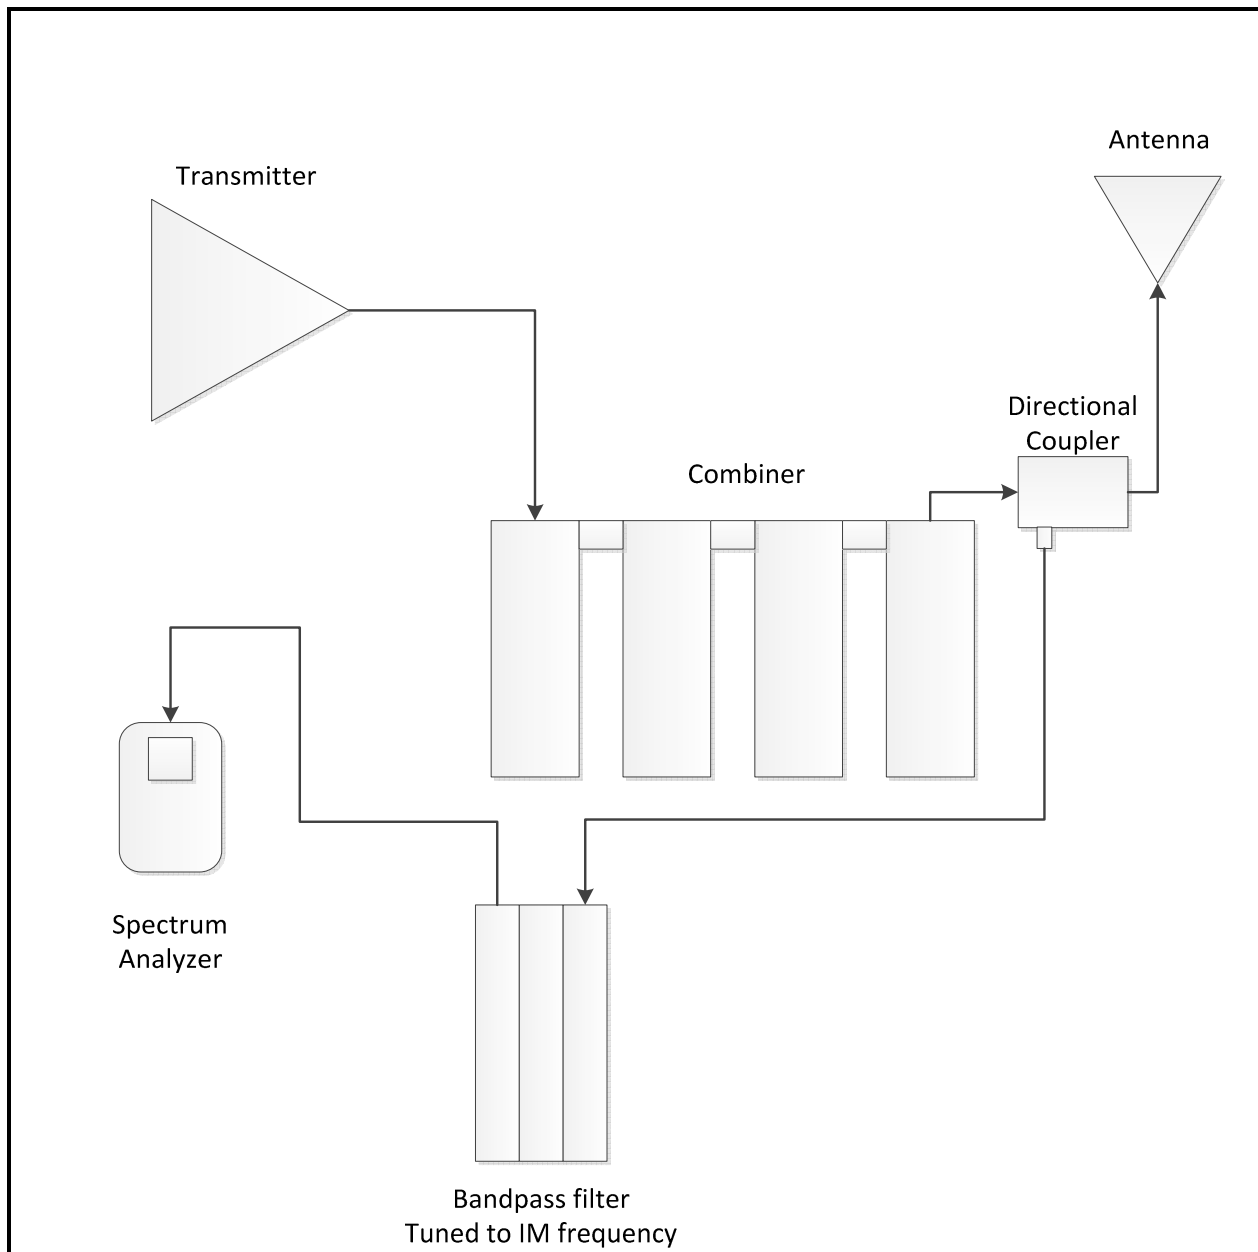 Antenna
Transmitter
Directional
Coupler
Combiner
Spectrum
Analyzer
Bandpass filter
Tuned to IM frequency